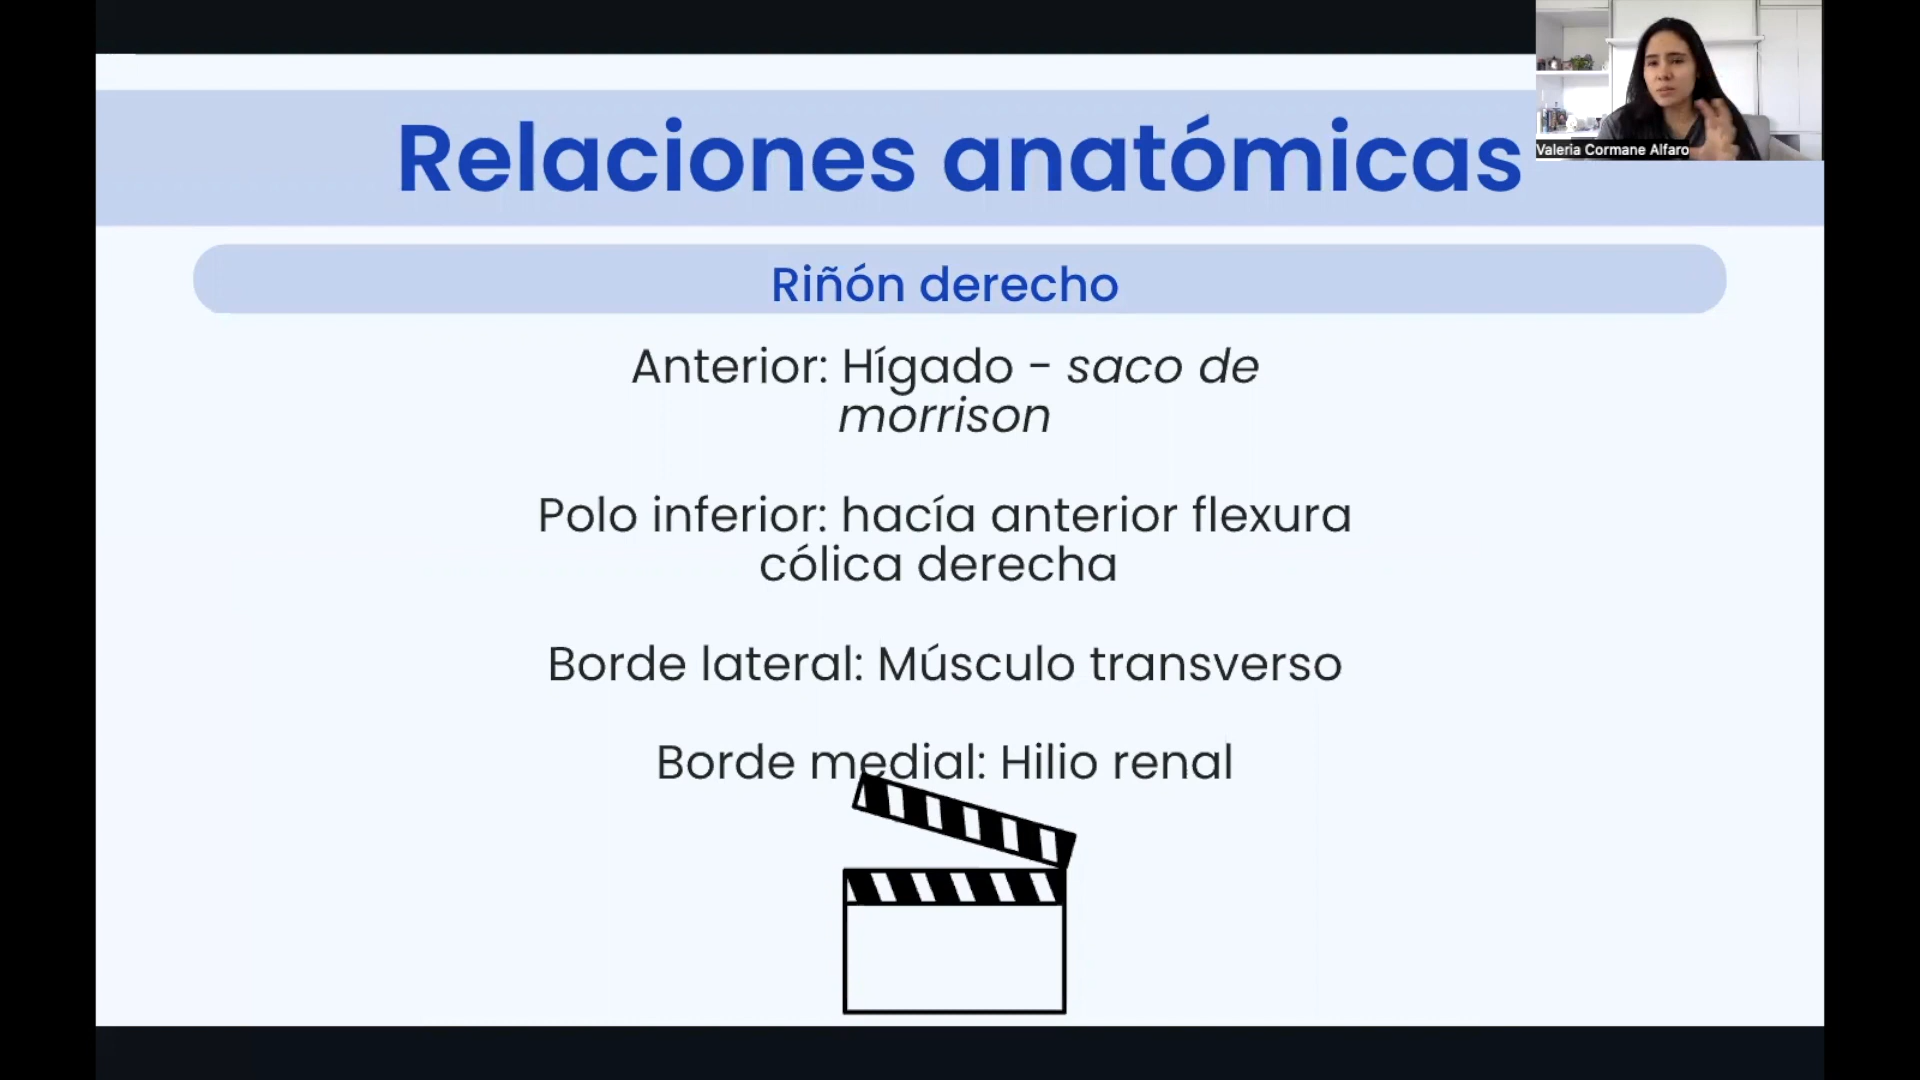 Relaciones anatómicas
Valeria Cormane Alfaro
Riñón derecho
Anterior: Hígado - saco de
morrison
Polo inferior: hacía anterior flexura
cólica derecha
Borde lateral: Músculo transverso
Borde medial: Hilio renal